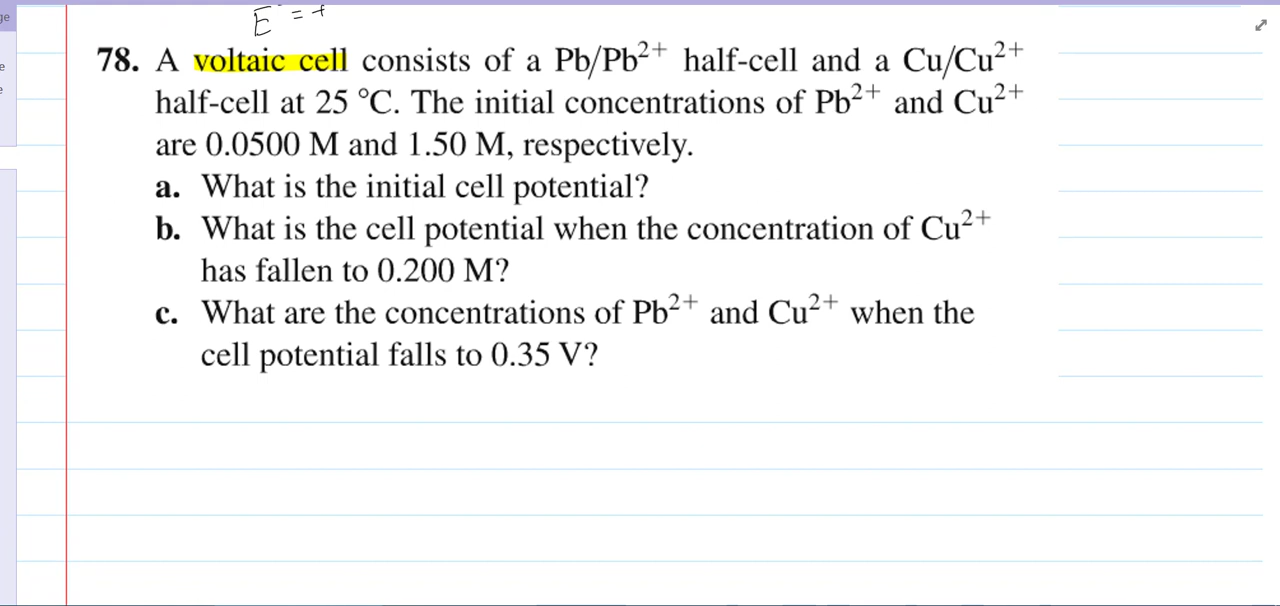 ge
e
e
E° = +
78. A voltaic cell consists of a Pb/Pb²⁺ half-cell and a Cu/Cu²⁺
half-cell at 25 °C. The initial concentrations of Pb²⁺ and Cu²⁺
are 0.0500 M and 1.50 M, respectively.
a. What is the initial cell potential?
b. What is the cell potential when the concentration of Cu²⁺
has fallen to 0.200 M?
c. What are the concentrations of Pb²⁺ and Cu²⁺ when the
cell potential falls to 0.35 V?